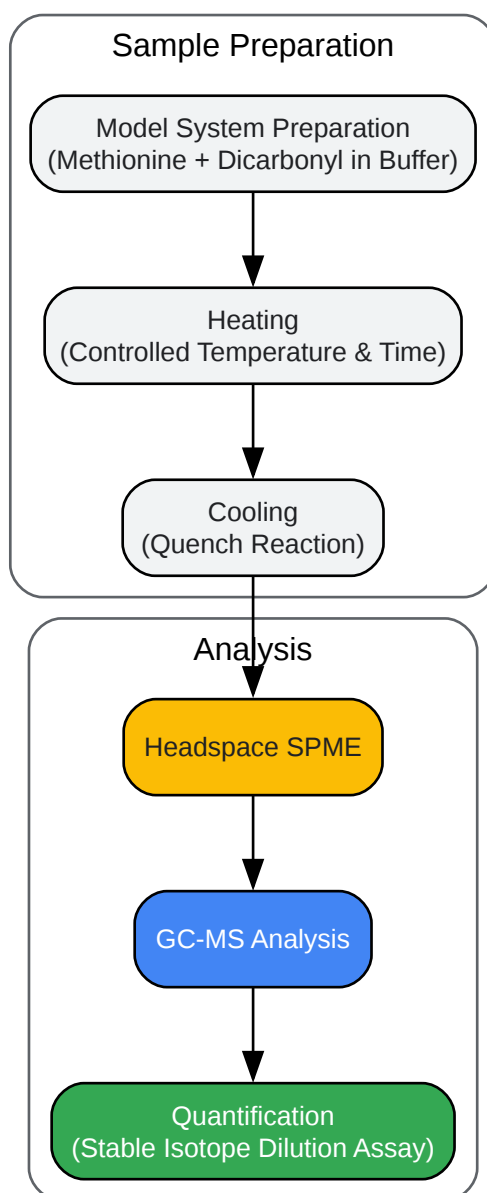 Sample Preparation
Model System Preparation
(Methionine + Dicarbonyl in Buffer)
Heating
(Controlled Temperature & Time)
Cooling
(Quench Reaction)
Analysis
Headspace SPME
GC-MS Analysis
Quantification
(Stable Isotope Dilution Assay)